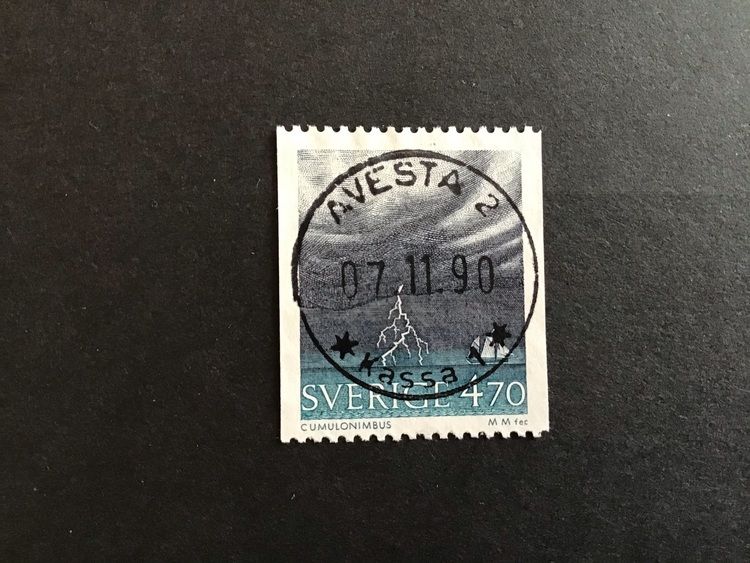 AVESTA 2
07.11.90
* Kassa 1 *
SVERIGE 470
CUMULONIMBUS
M M fec